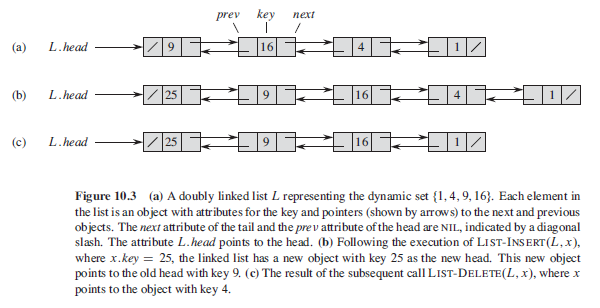 prev key next
(a) L.head / 9 16 4 1 /
(b) L.head / 25 9 16 4 1 /
(c) L.head / 25 9 16 1 /
Figure 10.3 (a) A doubly linked list L representing the dynamic set {1, 4, 9, 16}. Each element in
the list is an object with attributes for the key and pointers (shown by arrows) to the next and previous
objects. The next attribute of the tail and the prev attribute of the head are NIL, indicated by a diagonal
slash. The attribute L.head points to the head. (b) Following the execution of LIST-INSERT(L, x),
where x.key = 25, the linked list has a new object with key 25 as the new head. This new object
points to the old head with key 9. (c) The result of the subsequent call LIST-DELETE(L, x), where x
points to the object with key 4.